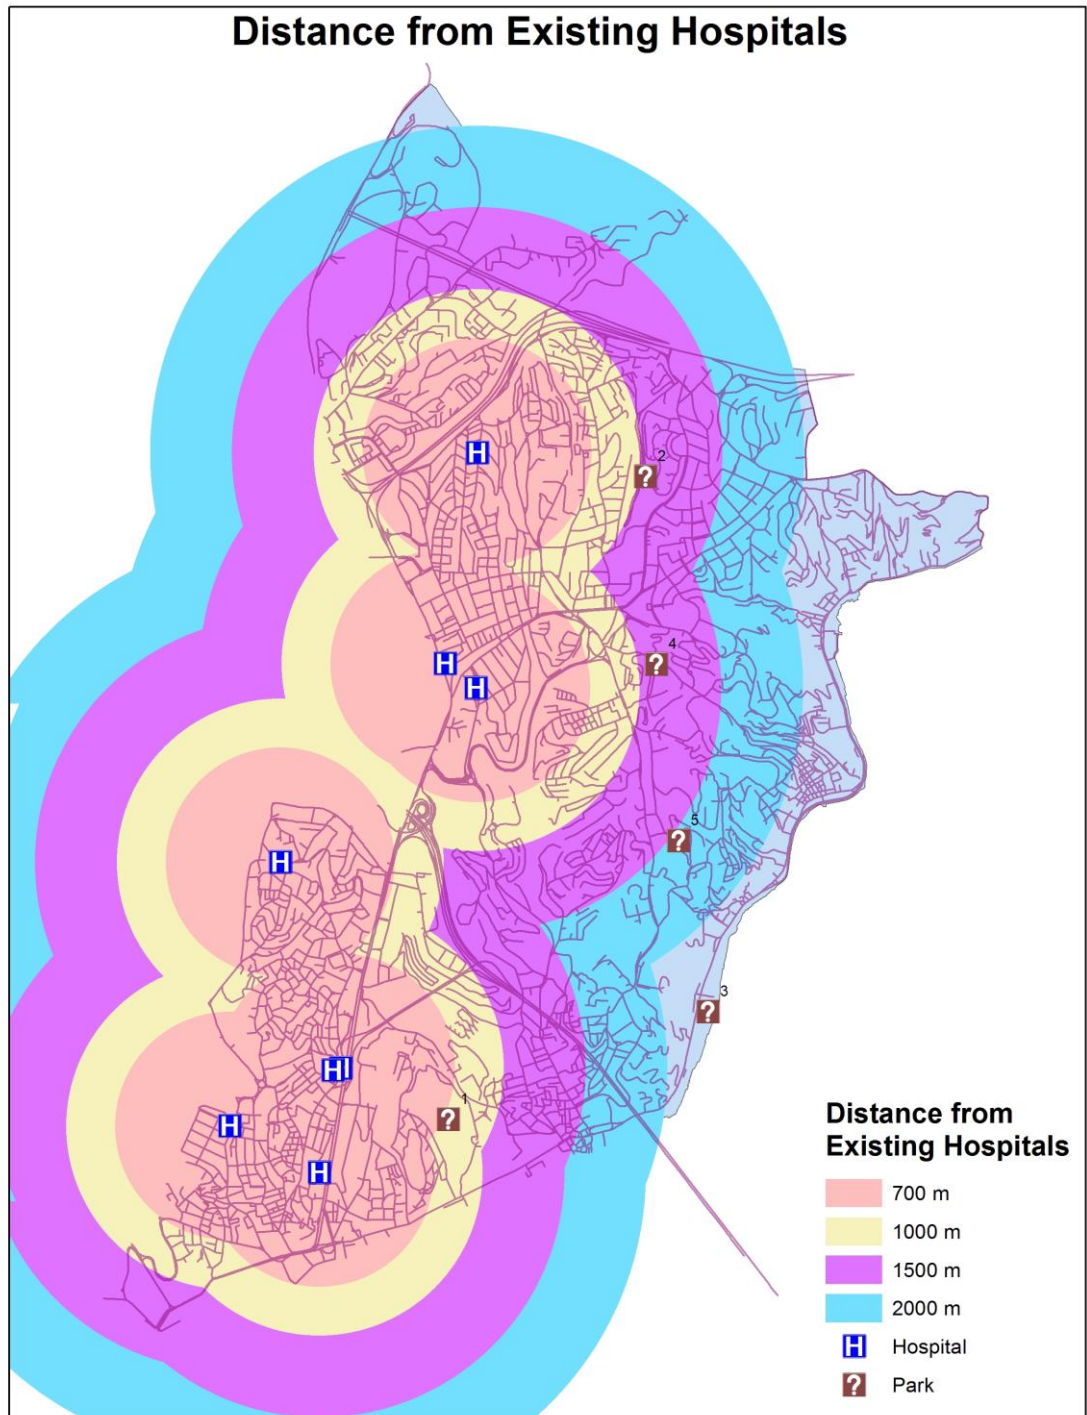 Distance from Existing Hospitals
H
? 2
H
? 4
H
? 5
H
? 3
H
? 1
H
H
Distance from
Existing Hospitals
700 m
1000 m
1500 m
2000 m
H Hospital
? Park